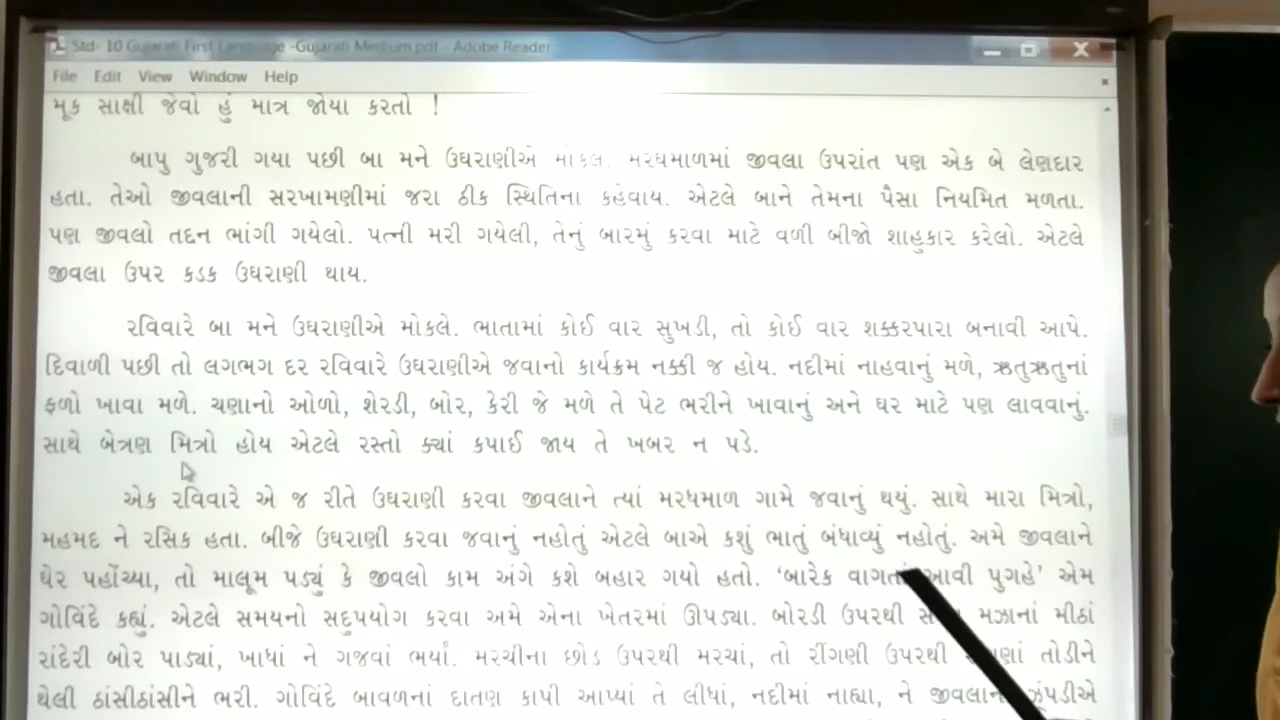 Std- 10 Gujarati First Language -Gujarati Medium.pdf - Adobe Reader
File Edit View Window Help
મૂક સાક્ષી જેવો હું માત્ર જોયા કરતો !
બાપુ ગુજરી ગયા પછી બા મને ઉઘરાણીએ મોકલે. મરઘમાળમાં જીવલા ઉપરાંત પણ એક બે લેણદાર
હતા. તેઓ જીવલાની સરખામણીમાં જરા ઠીક સ્થિતિના કહેવાય. એટલે બાને તેમના પૈસા નિયમિત મળતા.
પણ જીવલો તદ્દન ભાંગી ગયેલો. પત્ની મરી ગયેલી, તેનું બારમું કરવા માટે વળી બીજો શાહુકાર કરેલો. એટલે
જીવલા ઉપર કડક ઉઘરાણી થાય.
રવિવારે બા મને ઉઘરાણીએ મોકલે. ભાતામાં કોઈ વાર સુખડી, તો કોઈ વાર શક્કરપારા બનાવી આપે.
દિવાળી પછી તો લગભગ દર રવિવારે ઉઘરાણીએ જવાનો કાર્યક્રમ નક્કી જ હોય. નદીમાં નાહવાનું મળે, ઋતુઋતુનાં
ફળો ખાવા મળે. ચણાનો ઓળો, શેરડી, બોર, કેરી જે મળે તે પેટ ભરીને ખાવાનું અને ઘર માટે પણ લાવવાનું.
સાથે બેત્રણ મિત્રો હોય એટલે રસ્તો ક્યાં કપાઈ જાય તે ખબર ન પડે.
એક રવિવારે એ જ રીતે ઉઘરાણી કરવા જીવલાને ત્યાં મરઘમાળ ગામે જવાનું થયું. સાથે મારા મિત્રો,
મહમદ ને રસિક હતા. બીજે ઉઘરાણી કરવા જવાનું નહોતું એટલે બાએ કશું ભાતું બંધાવ્યું નહોતું. અમે જીવલાને
ઘેર પહોંચ્યા, તો માલૂમ પડ્યું કે જીવલો કામ અંગે કશે બહાર ગયો હતો. ‘બારેક વાગતાં આવી પુગહે’ એમ
ગોવિંદે કહ્યું. એટલે સમયનો સદુપયોગ કરવા અમે એના ખેતરમાં ઊપડ્યા. બોરડી ઉપરથી મઝાનાં મીઠાં
રાંદેરી બોર પાડ્યાં, ખાધાં ને ગજવાં ભર્યાં. મરચીના છોડ ઉપરથી મરચાં, તો રીંગણી ઉપરથી તોડીને
થેલી ઠાંસીઠાંસીને ભરી. ગોવિંદે બાવળનાં દાતણ કાપી આપ્યાં તે લીધાં, નદીમાં નાહ્યા, ને જીવલાને ઝૂંપડીએ